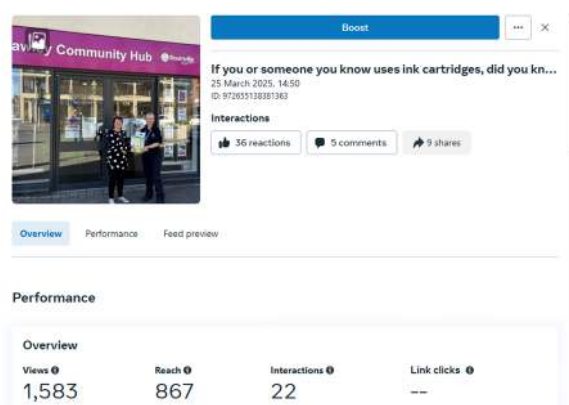 Boost
y Community Hub
If you or someone you know uses ink cartridges, did you kn...
25 March 2025, 14:50
ID: 972655138381363
Interactions
36 reactions
5 comments
9 shares
Overview
Performance
Feed preview
Performance
Overview
Views
Reach
Interactions
Link clicks
1,583
867
22
--